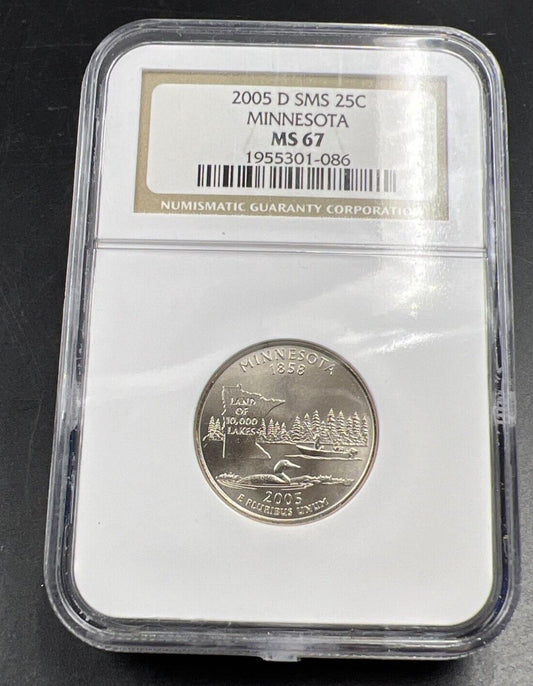 2005 D SMS 25C
MINNESOTA
MS 67
1955301-086
NUMISMATIC GUARANTY CORPORATION
MINNESOTA
1858
LAND
OF
10,000
LAKES
2005
E PLURIBUS UNUM